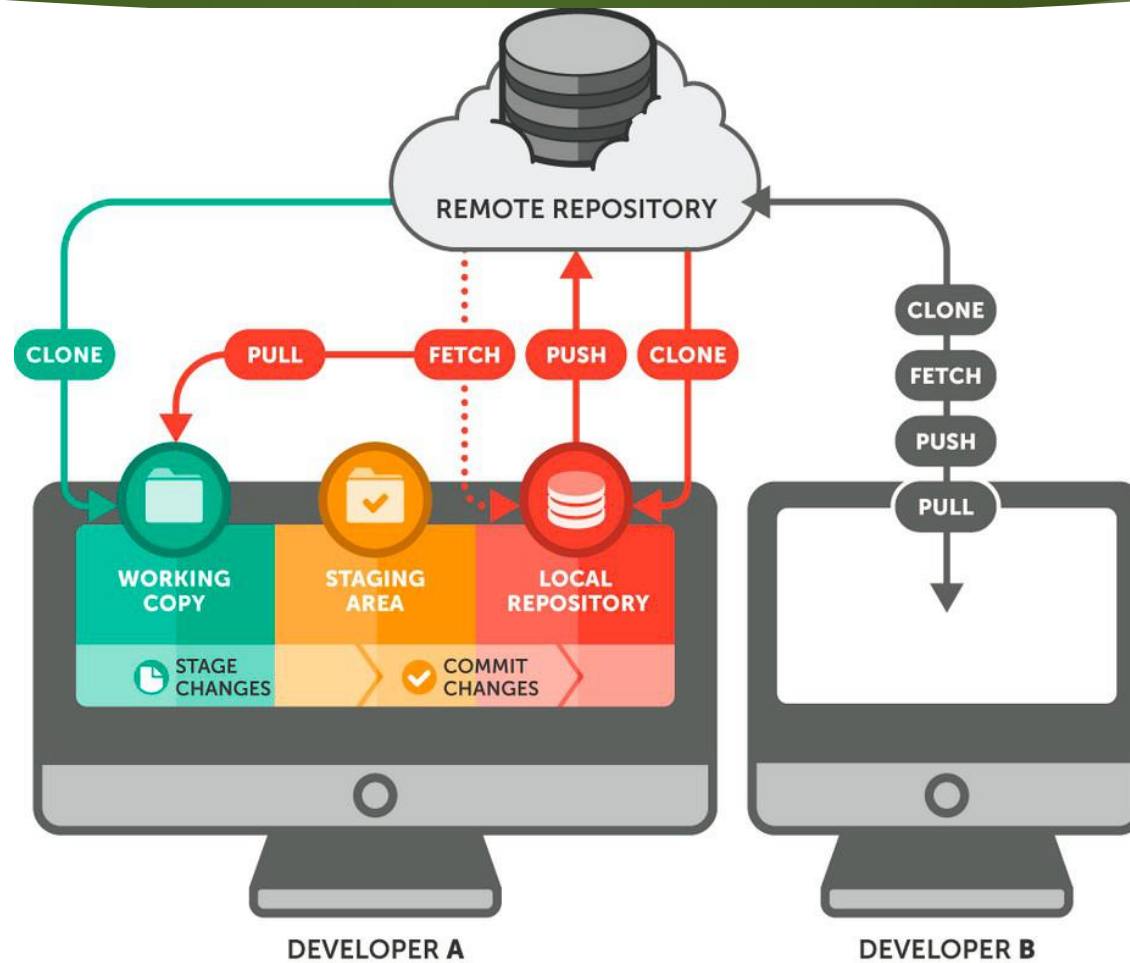 REMOTE REPOSITORY
CLONE
PULL
FETCH
PUSH
CLONE
CLONE
FETCH
PUSH
PULL
WORKING
COPY
STAGING
AREA
LOCAL
REPOSITORY
STAGE
CHANGES
COMMIT
CHANGES
DEVELOPER A
DEVELOPER B